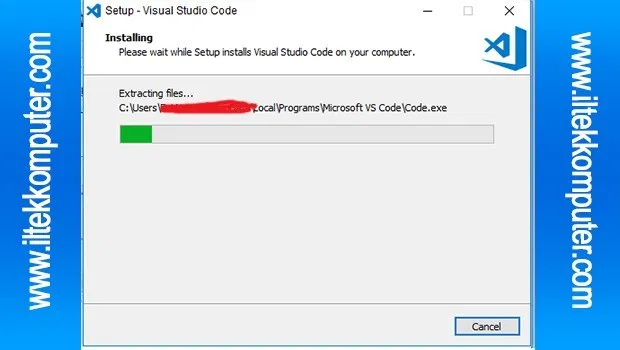 Setup - Visual Studio Code
Installing
Please wait while Setup installs Visual Studio Code on your computer.
Extracting files...
C:\Users\ Local\Programs\Microsoft VS Code\Code.exe
Cancel
www.iltekkomputer.com
www.iltekkomputer.com